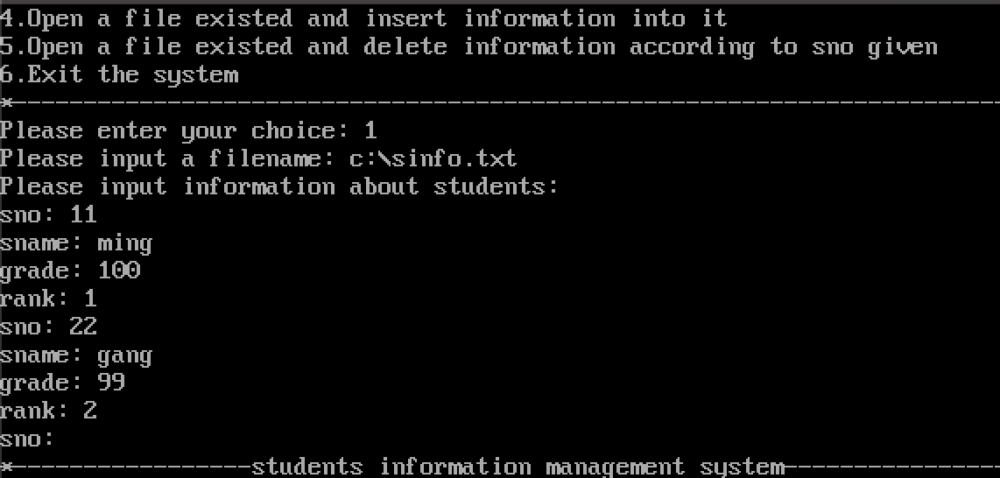 4.Open a file existed and insert information into it
5.Open a file existed and delete information according to sno given
6.Exit the system
*-----------------------------------------------------------------------
Please enter your choice: 1
Please input a filename: c:\sinfo.txt
Please input information about students:
sno: 11
sname: ming
grade: 100
rank: 1
sno: 22
sname: gang
grade: 99
rank: 2
sno:
*-----------------students information management system---------------